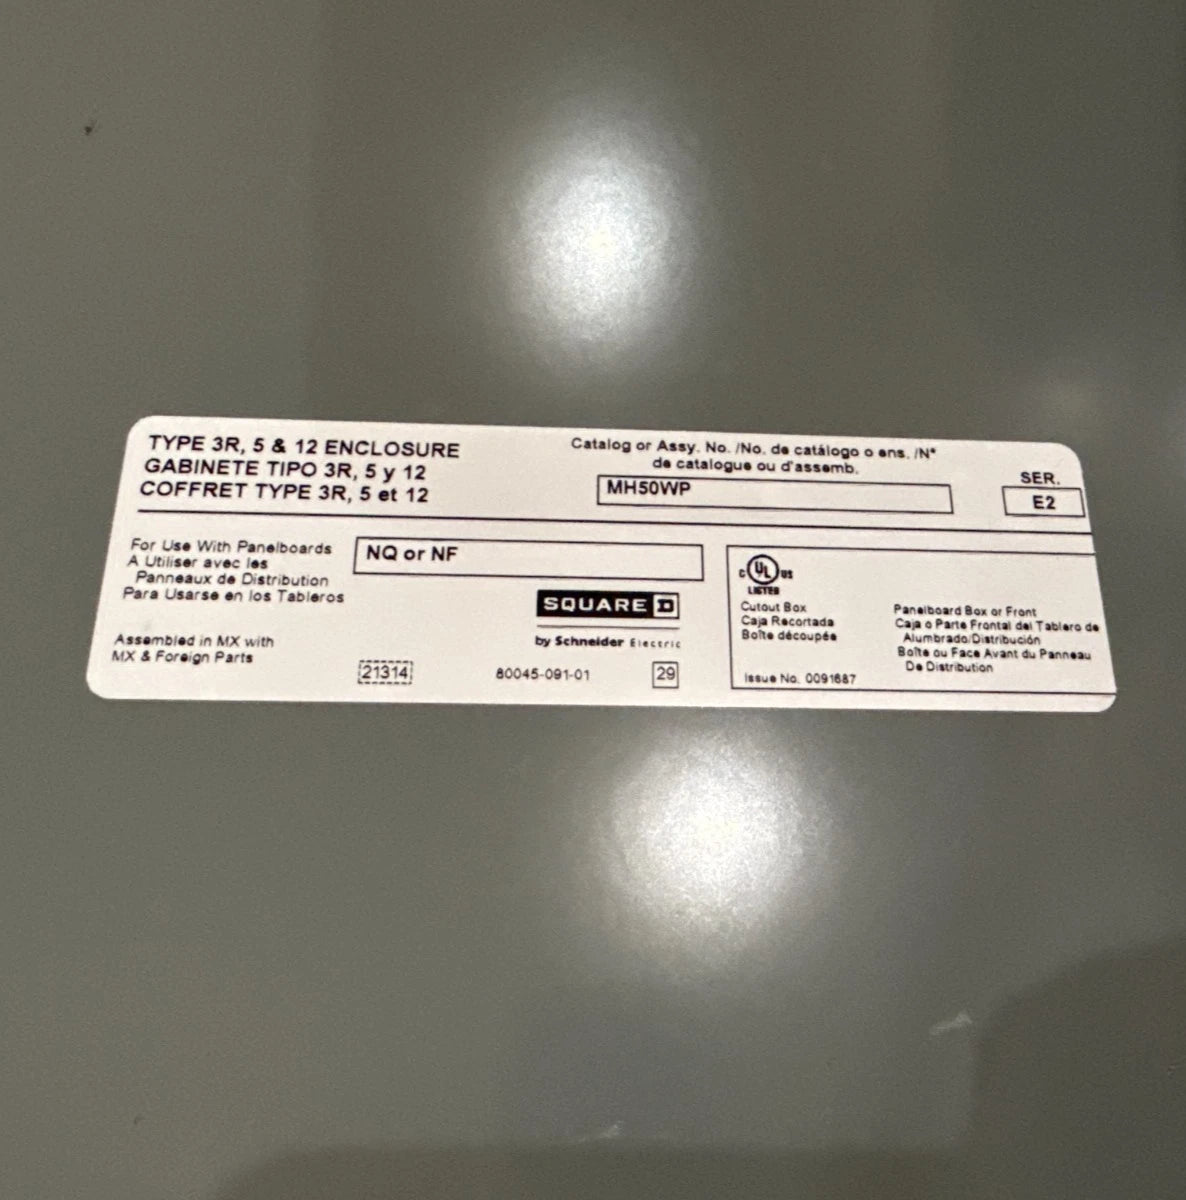 TYPE 3R, 5 & 12 ENCLOSURE
GABINETE TIPO 3R, 5 y 12
COFFRET TYPE 3R, 5 et 12
Catalog or Assy. No. /No. de catálogo o ens. /N°
de catalogue ou d'assemb.
MH50WP
SER.
E2
For Use With Panelboards
A Utiliser avec les
Panneaux de Distribution
Para Usarse en los Tableros
NQ or NF
Assembled in MX with
MX & Foreign Parts
21314
SQUARE D
by Schneider Electric
80045-091-01
29
C UL US
LISTED
Cutout Box
Caja Recortada
Boîte découpée
Issue No. 0091687
Panelboard Box or Front
Caja o Parte Frontal del Tablero de
Alumbrado/Distribución
Boîte ou Face Avant du Panneau
De Distribution